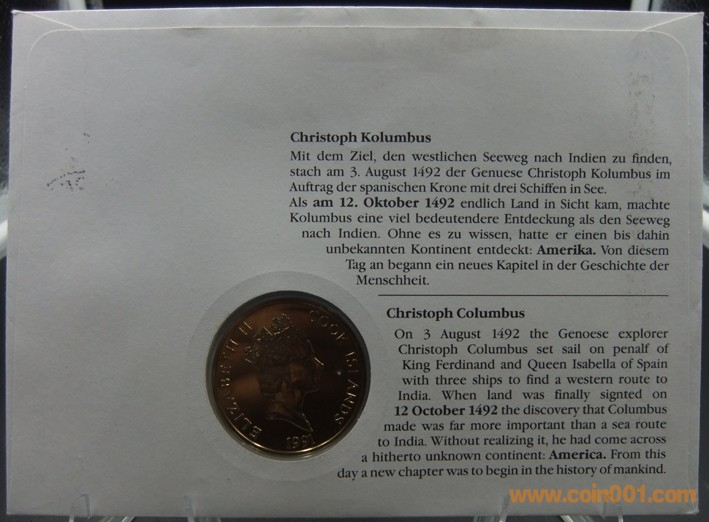 Christoph Kolumbus
Mit dem Ziel, den westlichen Seeweg nach Indien zu finden,
stach am 3. August 1492 der Genuese Christoph Kolumbus im
Auftrag der spanischen Krone mit drei Schiffen in See.
Als am 12. Oktober 1492 endlich Land in Sicht kam, machte
Kolumbus eine viel bedeutendere Entdeckung als den Seeweg
nach Indien. Ohne es zu wissen, hatte er einen bis dahin
unbekannten Kontinent entdeckt: Amerika. Von diesem
Tag an begann ein neues Kapitel in der Geschichte der
Menschheit.
Christoph Columbus
On 3 August 1492 the Genoese explorer
Christoph Columbus set sail on penalf of
King Ferdinand and Queen Isabella of Spain
with three ships to find a western route to
India. When land was finally signted on
12 October 1492 the discovery that Columbus
made was far more important than a sea route
to India. Without realizing it, he had come across
a hitherto unknown continent: America. From this
day a new chapter was to begin in the history of mankind.
ELIZABETH II COOK ISLANDS
1991
www.coin001.com